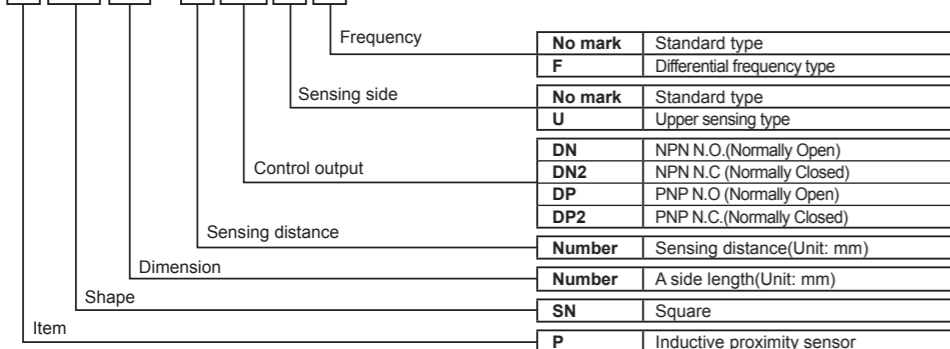 Frequency
No mark Standard type
F Differential frequency type
Sensing side
No mark Standard type
U Upper sensing type
Control output
DN NPN N.O.(Normally Open)
DN2 NPN N.C (Normally Closed)
DP PNP N.O (Normally Open)
DP2 PNP N.C.(Normally Closed)
Sensing distance
Number Sensing distance(Unit: mm)
Dimension
Number A side length(Unit: mm)
Shape
SN Square
Item
P Inductive proximity sensor